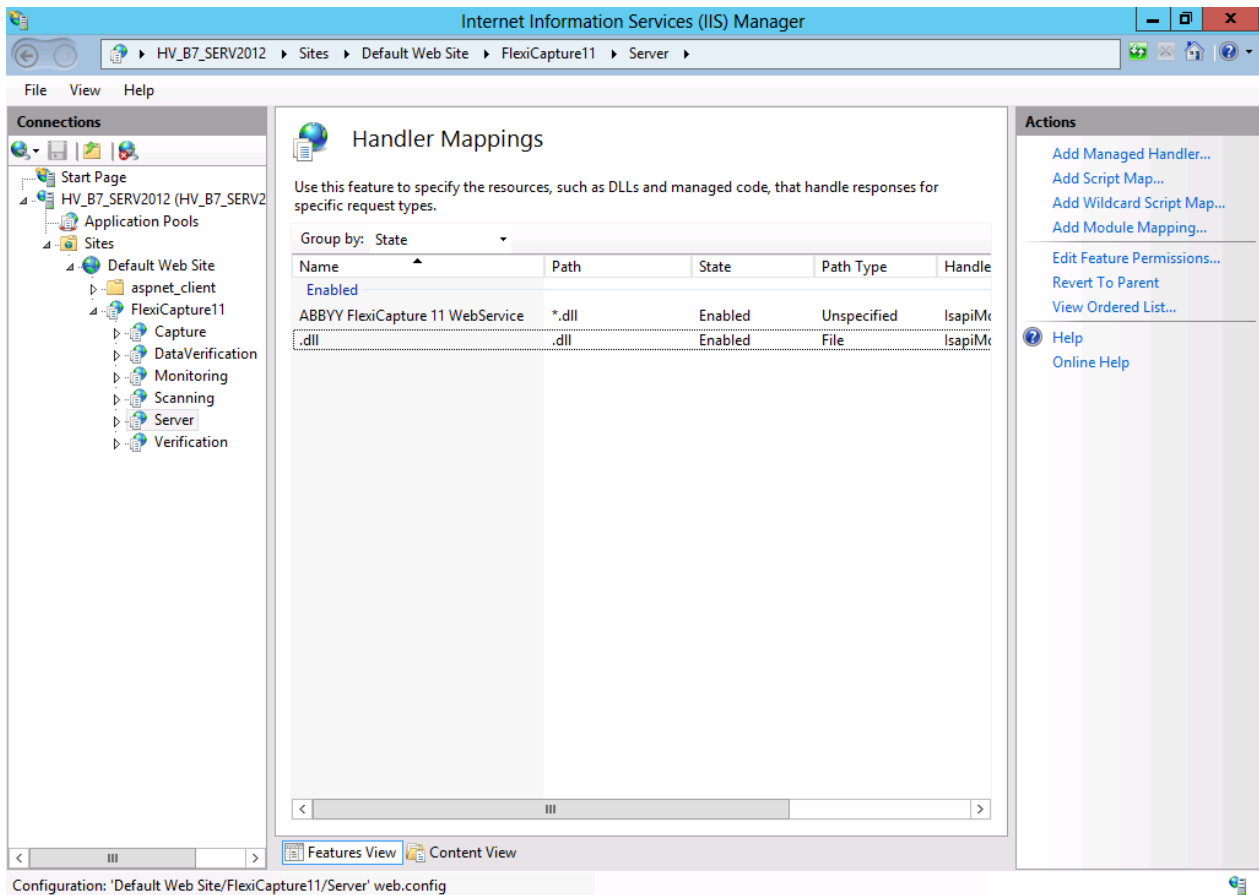 Internet Information Services (IIS) Manager
HV_B7_SERV2012 Sites Default Web Site FlexiCapture11 Server
File View Help
Connections
Start Page
HV_B7_SERV2012 (HV_B7_SERV2
Application Pools
Sites
Default Web Site
aspnet_client
FlexiCapture11
Capture
DataVerification
Monitoring
Scanning
Server
Verification
Handler Mappings
Use this feature to specify the resources, such as DLLs and managed code, that handle responses for
specific request types.
Group by: State
Name Path State Path Type Handle
Enabled
ABBYY FlexiCapture 11 WebService *.dll Enabled Unspecified IsapiMo
.dll .dll Enabled File IsapiMo
Features View Content View
Actions
Add Managed Handler...
Add Script Map...
Add Wildcard Script Map...
Add Module Mapping...
Edit Feature Permissions...
Revert To Parent
View Ordered List...
Help
Online Help
Configuration: 'Default Web Site/FlexiCapture11/Server' web.config